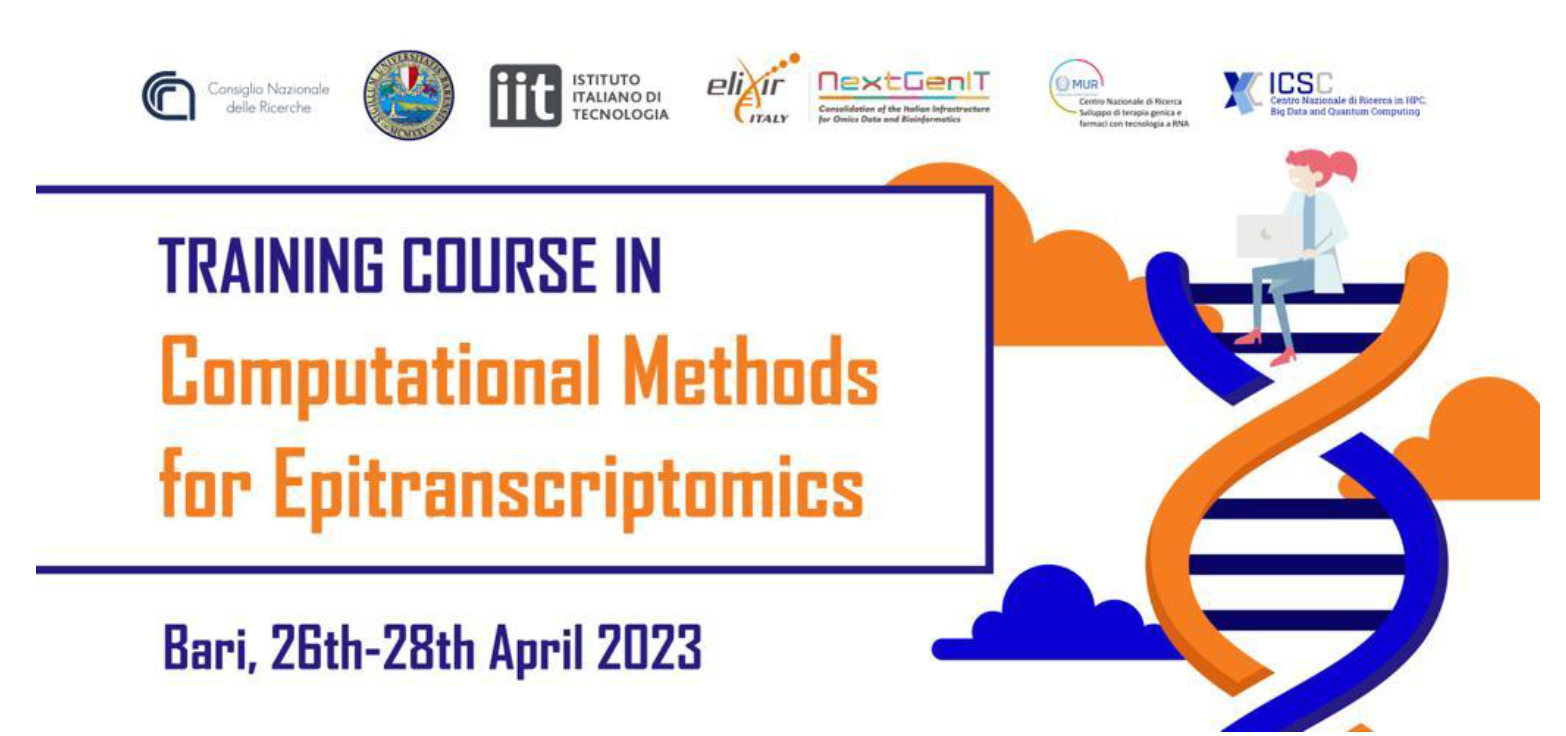 Consiglio Nazionale
delle Ricerche
iit
ISTITUTO
ITALIANO DI
TECNOLOGIA
elixir
ITALY
NextGenIT
Consolidation of the Italian Infrastructure
for Omics Data and Bioinformatics
MUR
Centro Nazionale di Ricerca
Sviluppo di terapia genica e
farmaci con tecnologia a RNA
ICSC
Centro Nazionale di Ricerca in HPC,
Big Data and Quantum Computing
TRAINING COURSE IN
Computational Methods
for Epitranscriptomics
Bari, 26th-28th April 2023